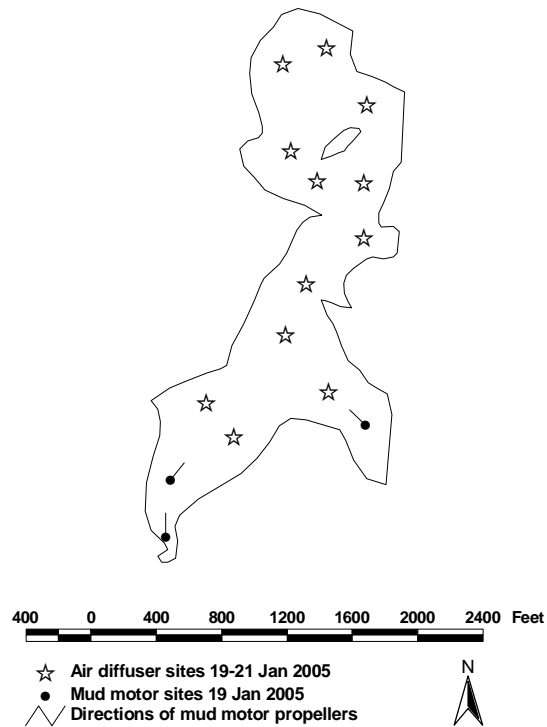 400 0 400 800 1200 1600 2000 2400 Feet
Air diffuser sites 19-21 Jan 2005
Mud motor sites 19 Jan 2005
Directions of mud motor propellers
N